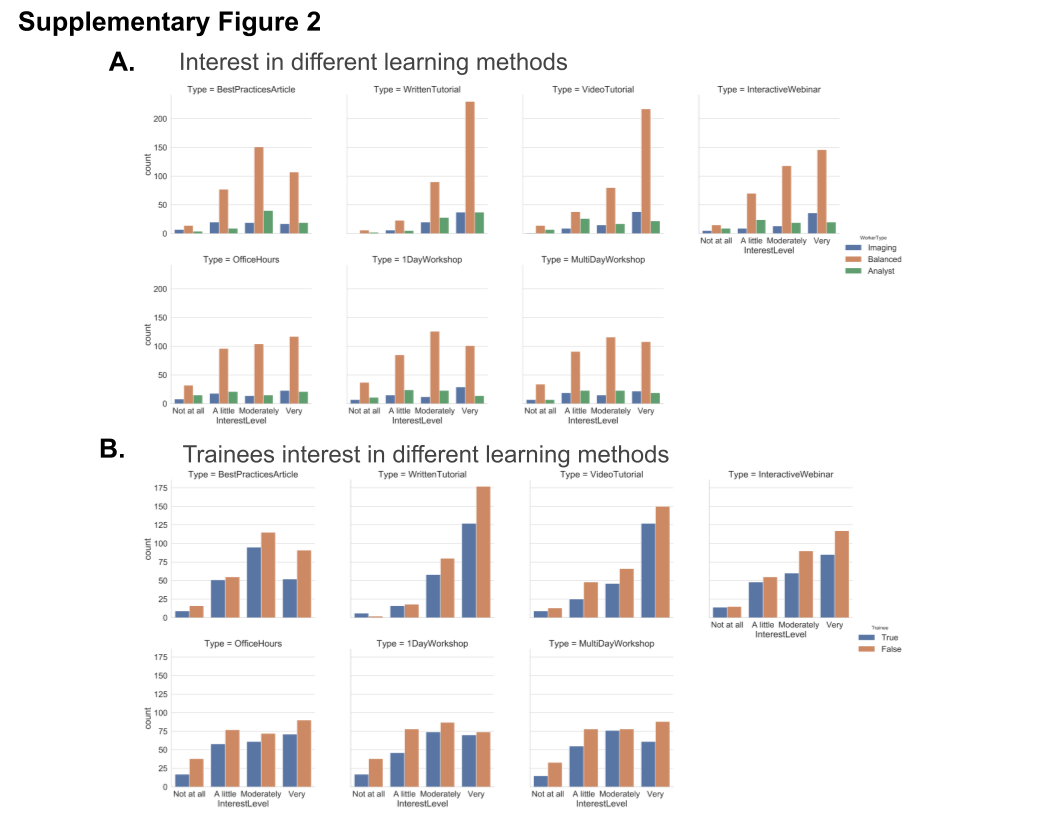 Supplementary Figure 2
A.
Interest in different learning methods
Type = BestPracticesArticle
Type = WrittenTutorial
Type = VideoTutorial
Type = InteractiveWebinar
200
150
100
50
0
count
Not at all A little Moderately Very
InterestLevel
WorkerType
Imaging
Balanced
Analyst
Type = OfficeHours
Type = 1DayWorkshop
Type = MultiDayWorkshop
200
150
100
50
0
count
Not at all A little Moderately Very
Not at all A little Moderately Very
Not at all A little Moderately Very
InterestLevel
InterestLevel
InterestLevel
B.
Trainees interest in different learning methods
Type = BestPracticesArticle
Type = WrittenTutorial
Type = VideoTutorial
Type = InteractiveWebinar
175
150
125
100
75
50
25
0
count
Not at all A little Moderately Very
InterestLevel
Trainee
True
False
Type = OfficeHours
Type = 1DayWorkshop
Type = MultiDayWorkshop
175
150
125
100
75
50
25
0
count
Not at all A little Moderately Very
Not at all A little Moderately Very
Not at all A little Moderately Very
InterestLevel
InterestLevel
InterestLevel